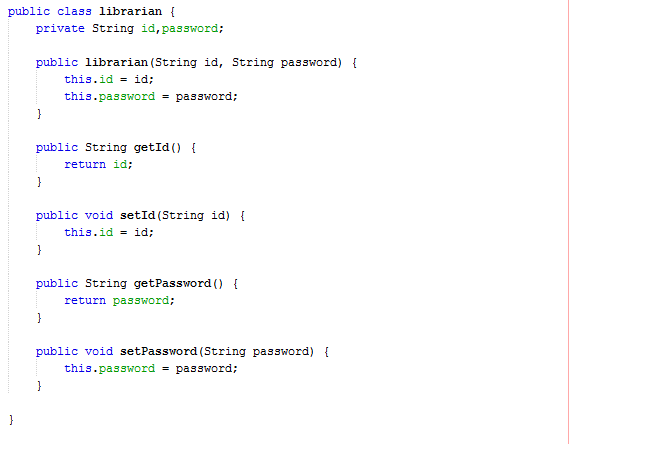 public class librarian {
    private String id,password;

    public librarian(String id, String password) {
        this.id = id;
        this.password = password;
    }

    public String getId() {
        return id;
    }

    public void setId(String id) {
        this.id = id;
    }

    public String getPassword() {
        return password;
    }

    public void setPassword(String password) {
        this.password = password;
    }

}